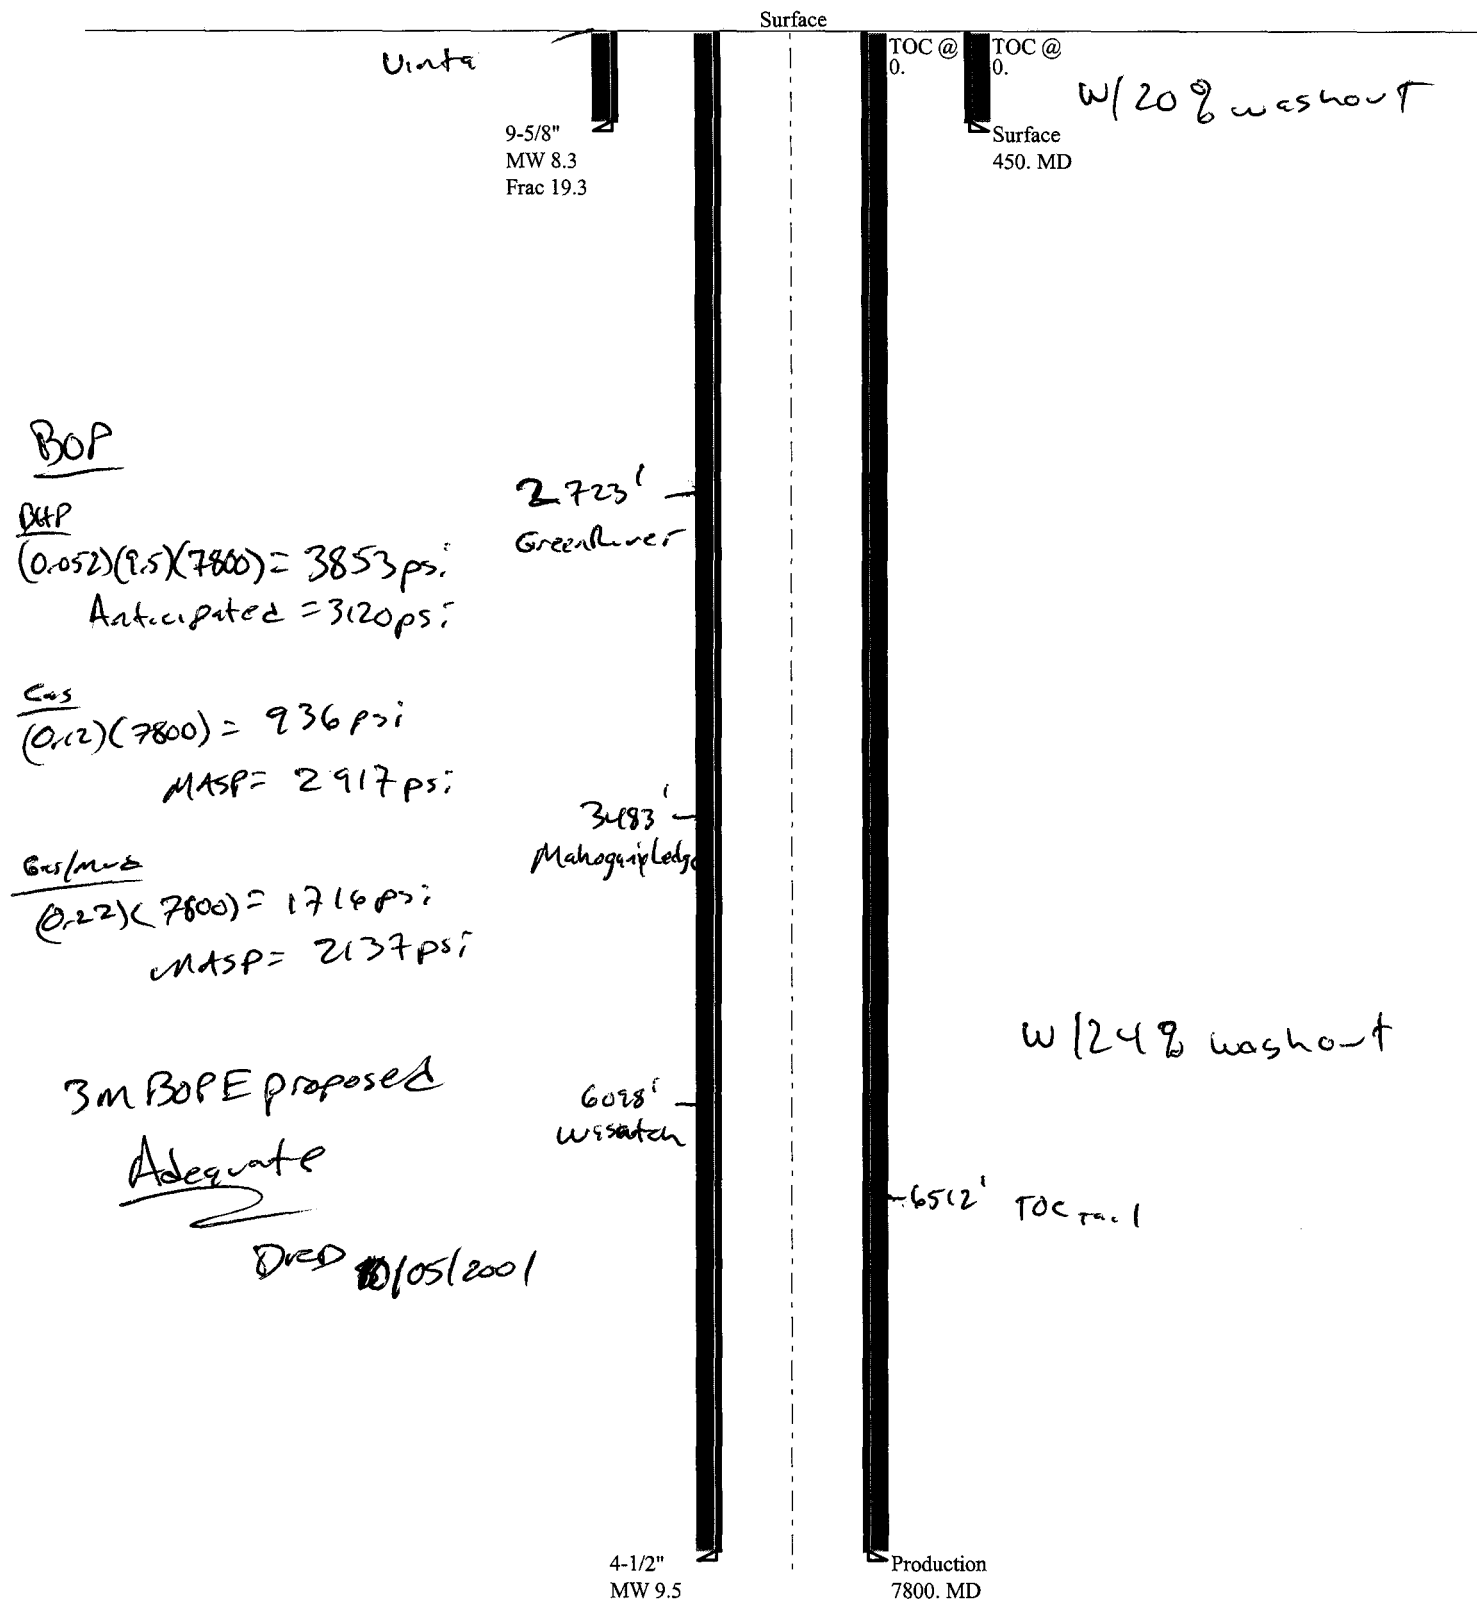 Surface
Uinta
TOC @
0.
TOC @
0.
w/ 20% washout
9-5/8"
MW 8.3
Frac 19.3
Surface
450. MD
BOP
2723'
Green River
BHP
(0.052)(9.5)(7800) = 3853 psi
Anticipated = 3120 psi
Gas
(0.12)(7800) = 936 psi
MASP = 2917 psi
3483'
Mahogany Ledge
Gas/mud
(0.22)(7800) = 1716 psi
MASP = 2137 psi
w/ 24% washout
3M BOPE proposed
6098'
Wasatch
Adequate
6512' TOC tail
/05/2001
4-1/2"
MW 9.5
Production
7800. MD